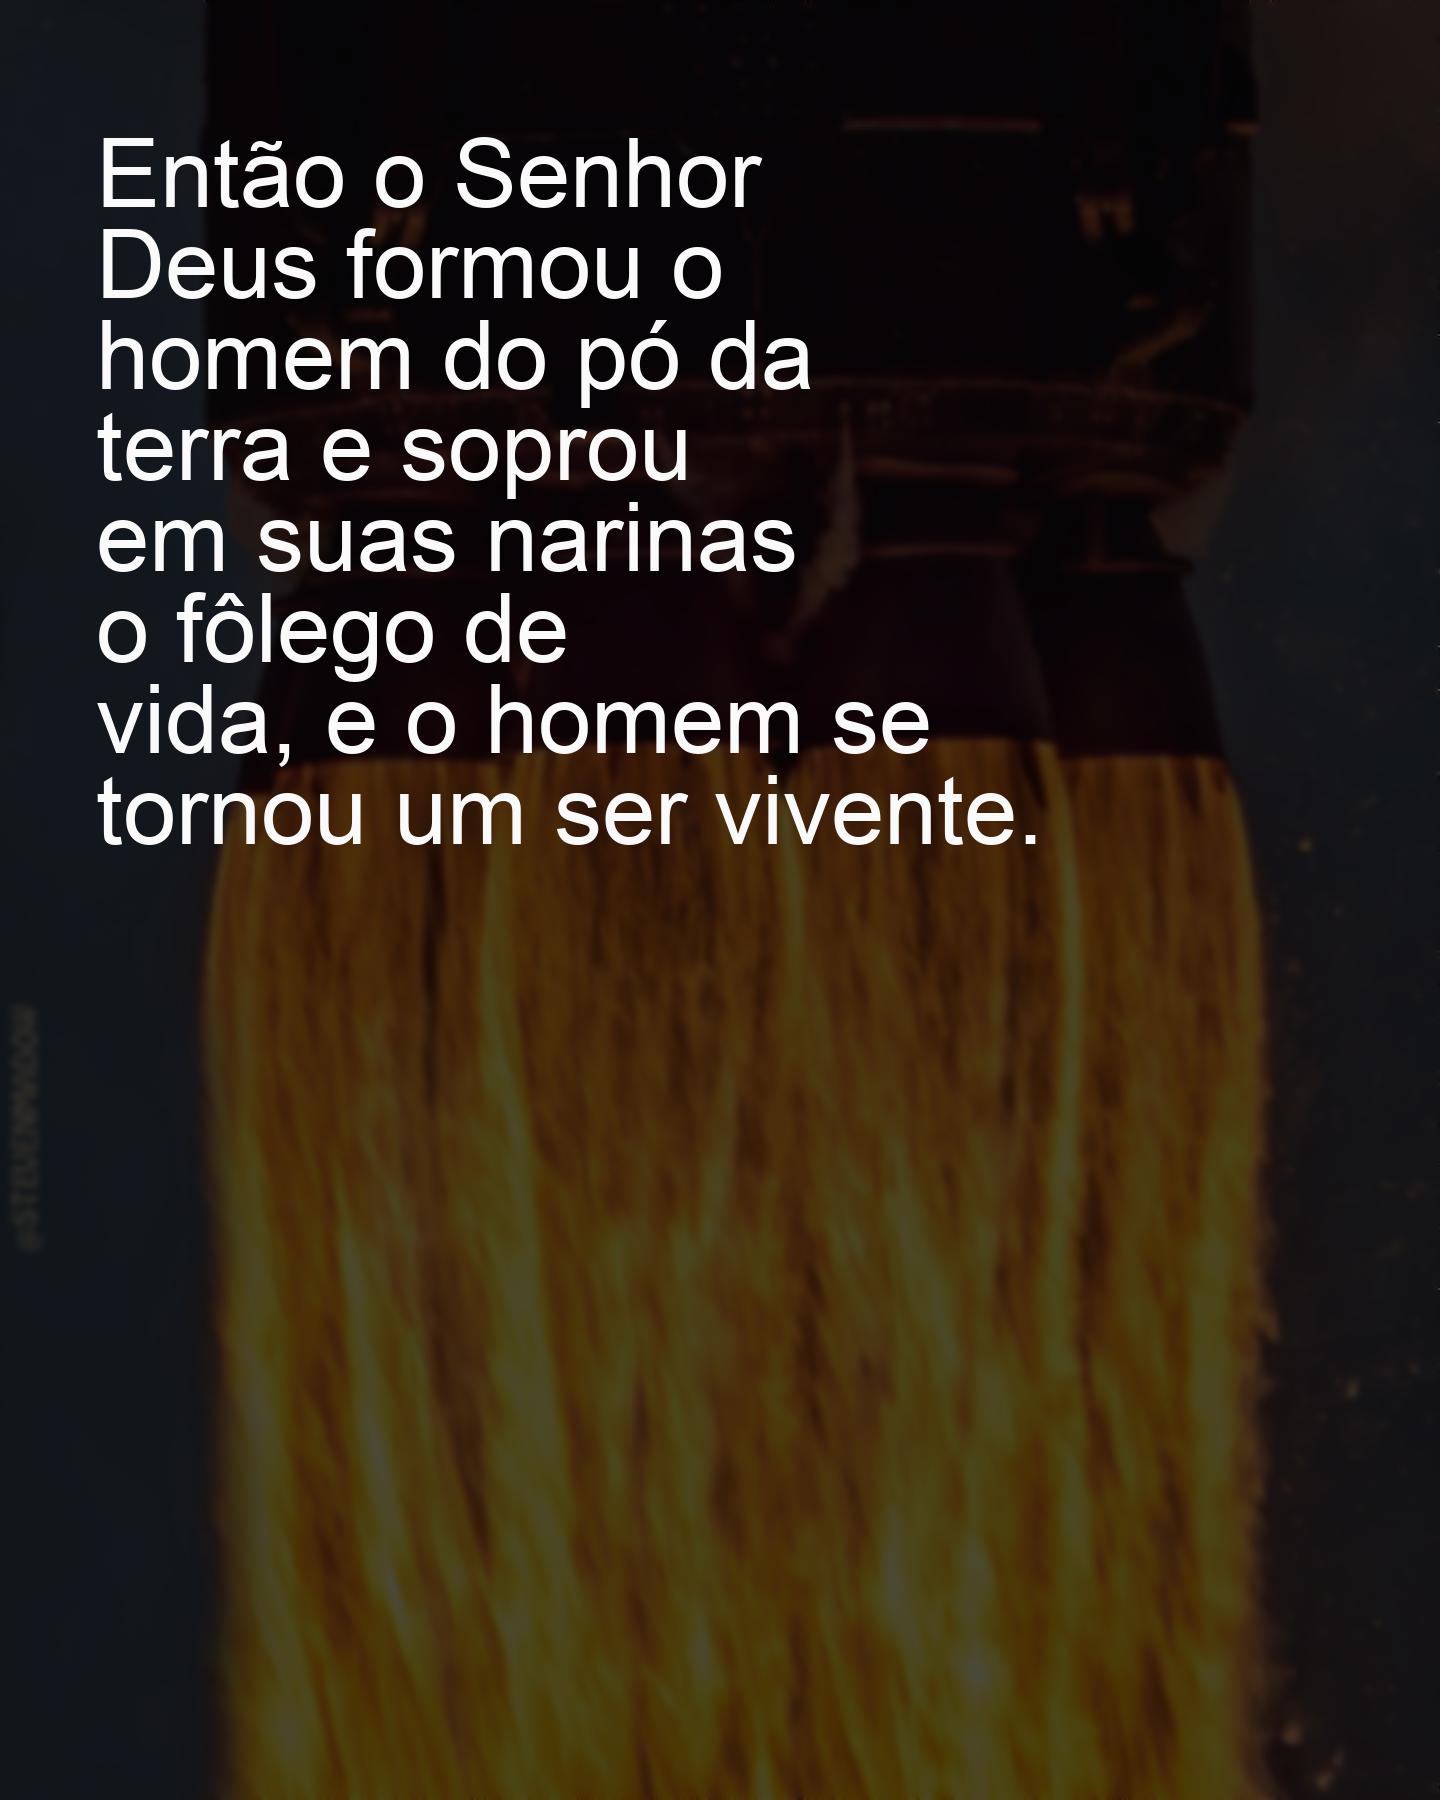 Então o Senhor
Deus formou o
homem do pó da
terra e soprou
em suas narinas
o fôlego de
vida, e o homem se
tornou um ser vivente.
@STEVENMADOW